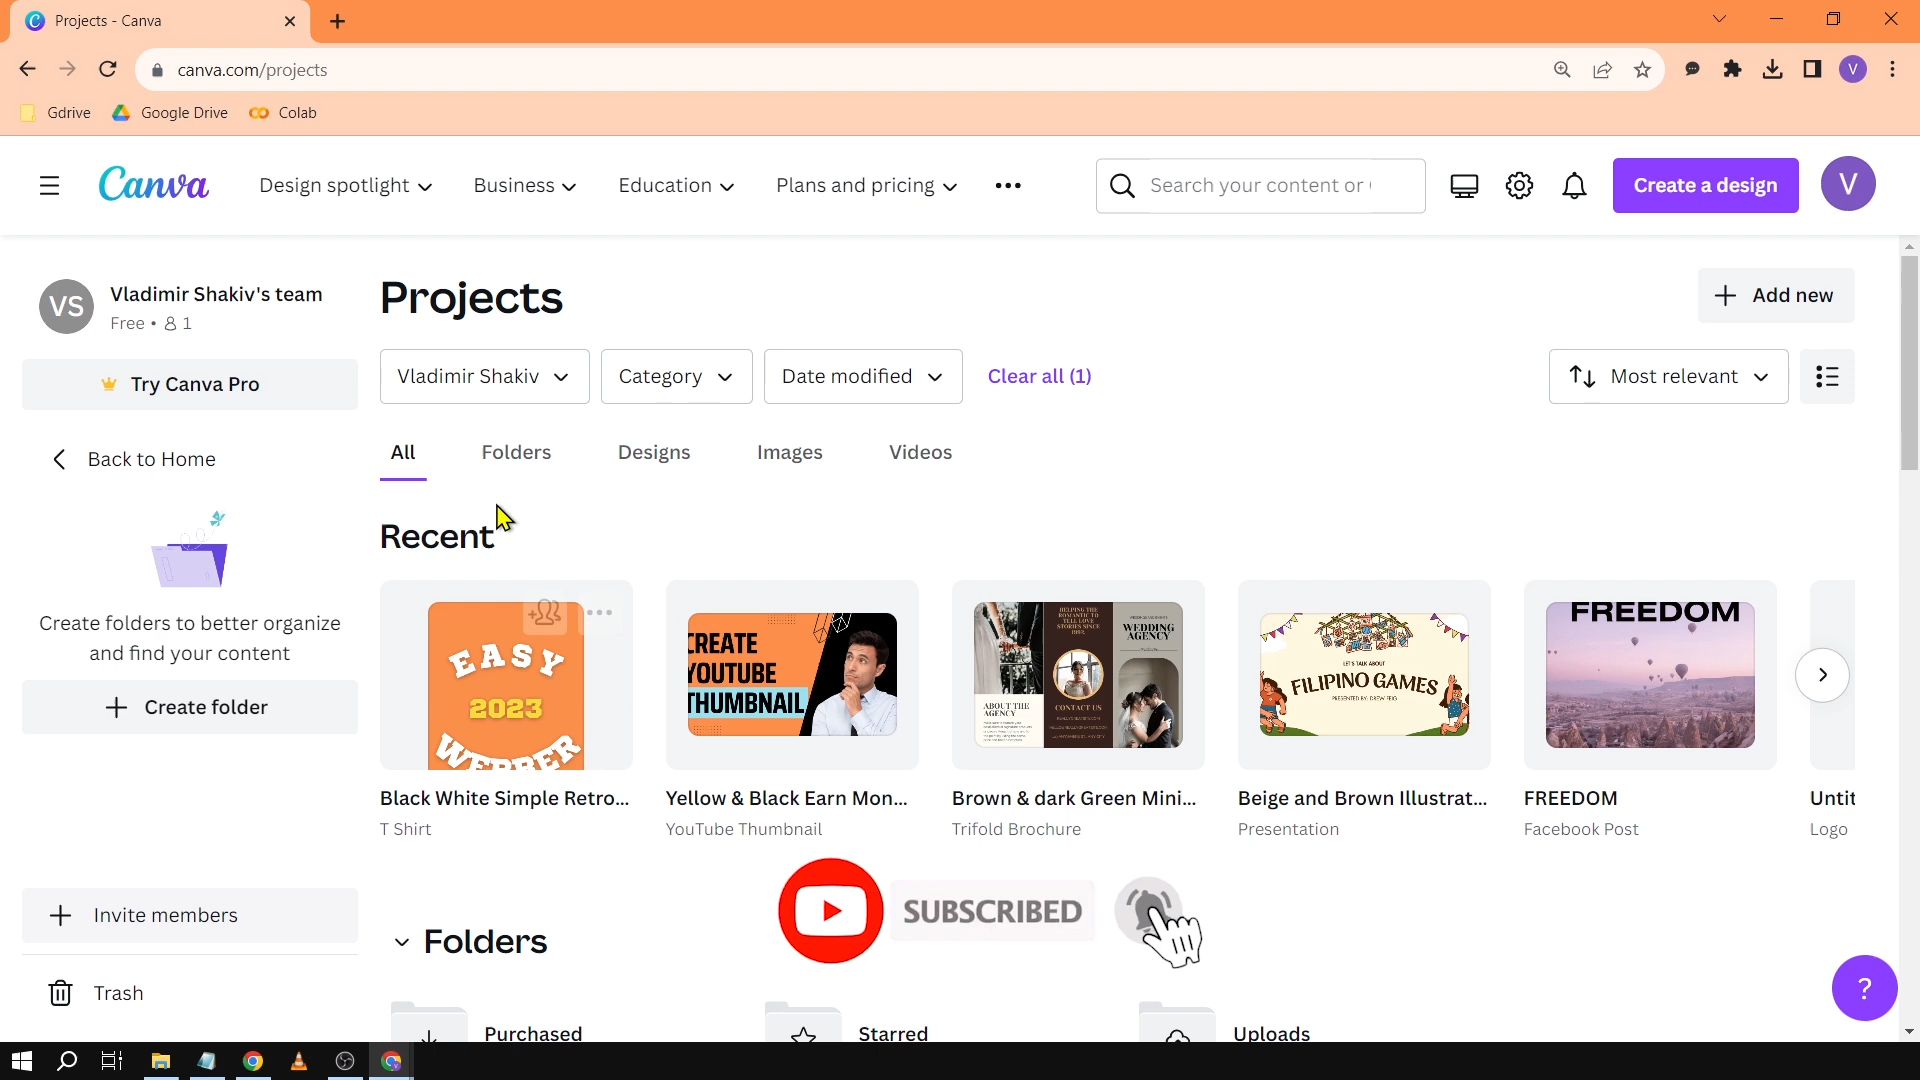 Projects - Canva
canva.com/projects
V
Gdrive
Google Drive
Colab
Canva
Design spotlight
Business
Education
Plans and pricing
Search your content or
Create a design
V
VS
Vladimir Shakiv's team
Free • 1
Try Canva Pro
Back to Home
Create folders to better organize
and find your content
Create folder
Invite members
Trash
Projects
Add new
Vladimir Shakiv
Category
Date modified
Clear all (1)
Most relevant
All
Folders
Designs
Images
Videos
Recent
EASY
2023
WEBBER
Black White Simple Retro...
T Shirt
CREATE
YOUTUBE
THUMBNAIL
Yellow & Black Earn Mon...
YouTube Thumbnail
HELPING THE
ROMANTIC TO
TELL LOVE
STORIES SINCE
ABOUT THE
AGENCY
CONTACT US
WEDDING
AGENCY
Brown & dark Green Mini...
Trifold Brochure
LET'S TALK ABOUT
FILIPINO GAMES
PRESENTED BY: DREW FEIG
Beige and Brown Illustrat...
Presentation
FREEDOM
FREEDOM
Facebook Post
Untit
Logo
SUBSCRIBED
Folders
Purchased
Starred
Uploads
?